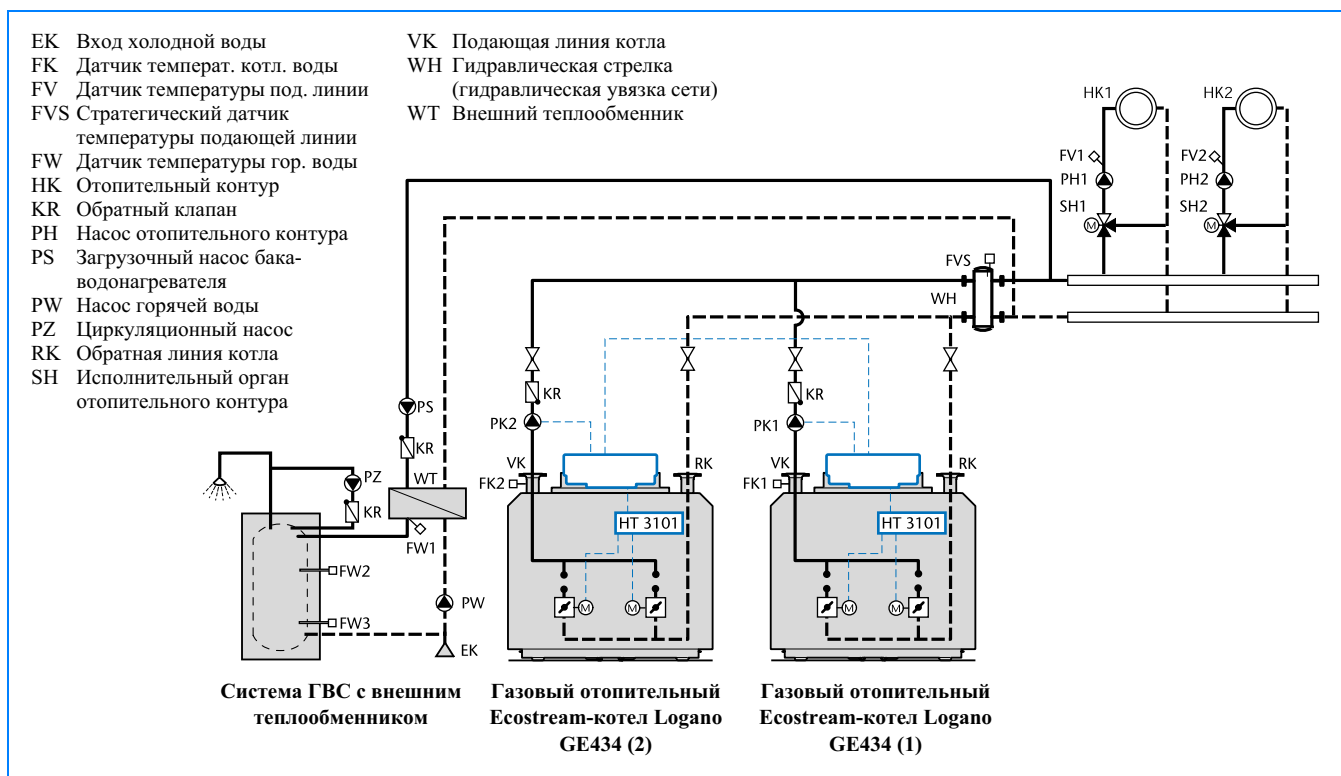 EK Вход холодной воды
FK Датчик температ. котл. воды
FV Датчик температуры под. линии
FVS Стратегический датчик
температуры подающей линии
FW Датчик температуры гор. воды
HK Отопительный контур
KR Обратный клапан
PH Насос отопительного контура
PS Загрузочный насос бака-
водонагревателя
PW Насос горячей воды
PZ Циркуляционный насос
RK Обратная линия котла
SH Исполнительный орган
отопительного контура
VK Подающая линия котла
WH Гидравлическая стрелка
(гидравлическая увязка сети)
WT Внешний теплообменник
HK1
HK2
FV1
FV2
PH1
PH2
SH1
SH2
M
M
FVS
WH
KR
KR
PS
PK2
PK1
KR
VK
RK
VK
RK
PZ
WT
FK2
FK1
KR
HT 3101
HT 3101
FW1
FW2
PW
M
M
M
M
FW3
EK
Система ГВС с внешним
теплообменником
Газовый отопительный
Ecostream-котел Logano
GE434 (2)
Газовый отопительный
Ecostream-котел Logano
GE434 (1)